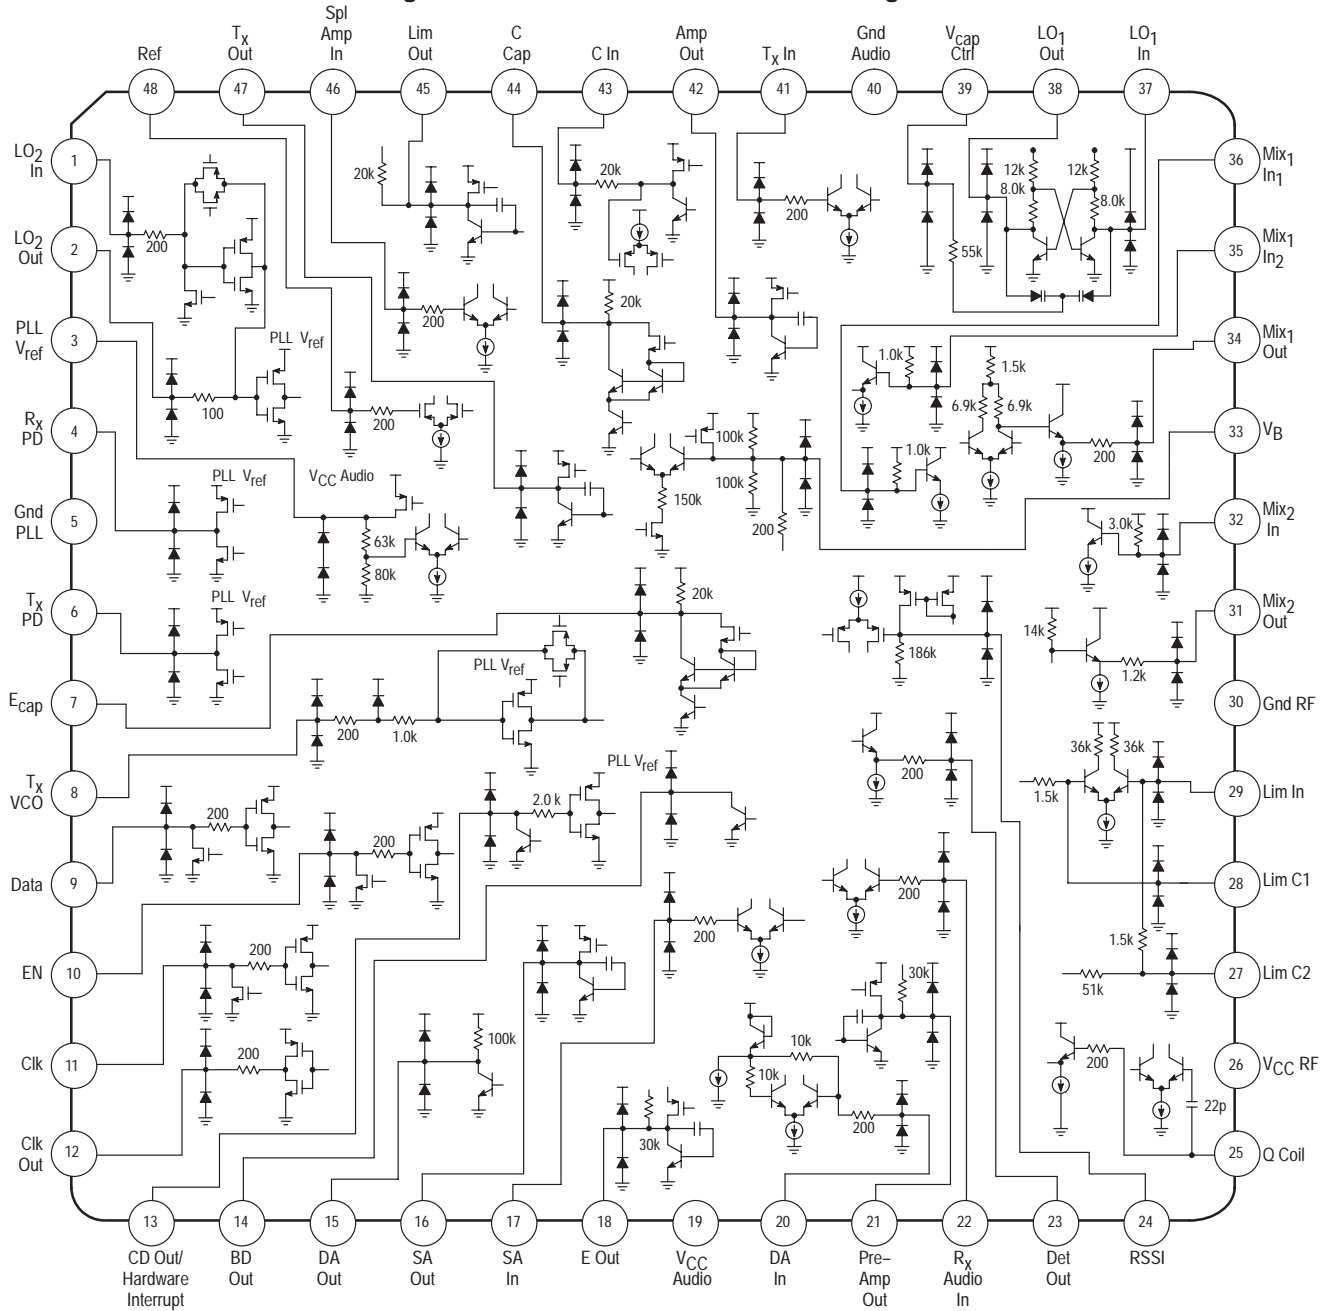 Spl
Tx Out
Amp In
Lim Out
C Cap
C In
Amp Out
Tx In
Gnd Audio
Vcap Ctrl
LO1 Out
LO1 In
Ref
48
47
46
45
44
43
42
41
40
39
38
37
LO2 In
1
LO2 Out
2
PLL Vref
3
Rx PD
4
Gnd PLL
5
Tx PD
6
Ecap
7
Tx VCO
8
Data
9
EN
10
Clk
11
Clk Out
12
36
Mix1 In1
35
Mix1 In2
34
Mix1 Out
33
VB
32
Mix2 In
31
Mix2 Out
30
Gnd RF
29
Lim In
28
Lim C1
27
Lim C2
26
VCC RF
25
Q Coil
20k
20k
200
12k
12k
8.0k
8.0k
200
55k
200
20k
PLL Vref
100
200
1.0k
1.5k
6.9k
6.9k
200
1.0k
100k
100k
150k
200
PLL Vref
VCC Audio
63k
80k
3.0k
PLL Vref
20k
186k
14k
1.2k
PLL Vref
200
1.0k
200
36k
36k
1.5k
PLL Vref
200
2.0 k
200
200
200
1.5k
51k
200
200
100k
30k
10k
10k
200
30k
200
22p
13
14
15
16
17
18
19
20
21
22
23
24
CD Out/
Hardware
Interrupt
BD Out
DA Out
SA Out
SA In
E Out
VCC Audio
DA In
Pre–
Amp
Out
Rx
Audio
In
Det Out
RSSI